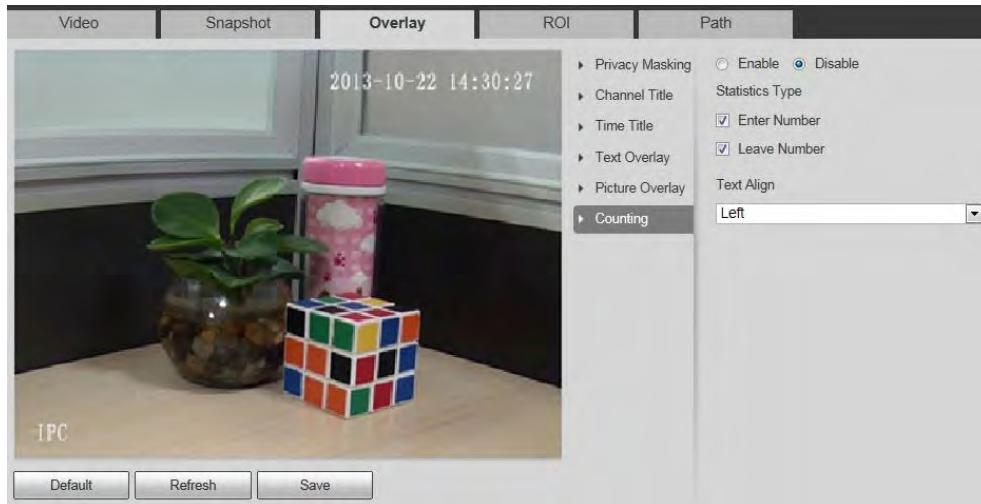 Video Snapshot Overlay ROI Path
2013-10-22 14:30:27
IPC
Privacy Masking
Channel Title
Time Title
Text Overlay
Picture Overlay
Counting
Enable Disable
Statistics Type
Enter Number
Leave Number
Text Align
Left
Default Refresh Save